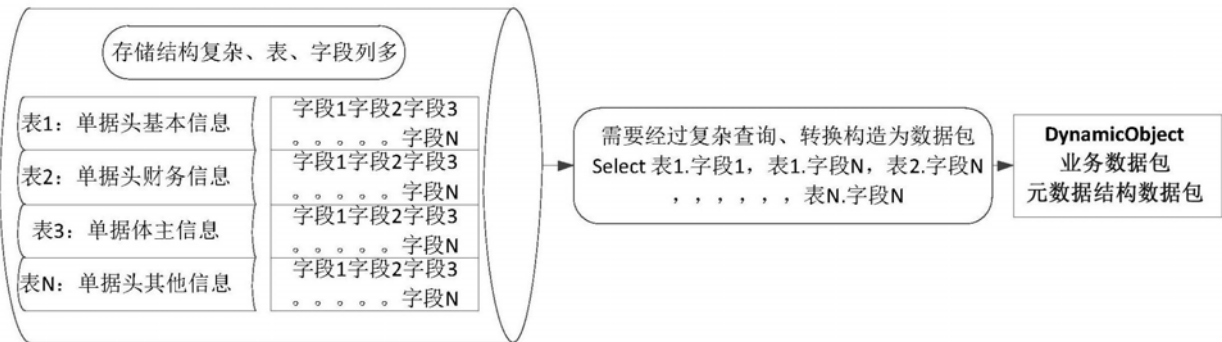 存储结构复杂、表、字段列多
表1：单据头基本信息
字段1字段2字段3
。。。。。字段N
表2：单据头财务信息
字段1字段2字段3
。。。。。字段N
表3：单据体主信息
字段1字段2字段3
。。。。。字段N
表N：单据头其他信息
字段1字段2字段3
。。。。。字段N
需要经过复杂查询、转换构造为数据包
Select 表1.字段1，表1.字段N，表2.字段N
，，，，，，表N.字段N
DynamicObject
业务数据包
元数据结构数据包